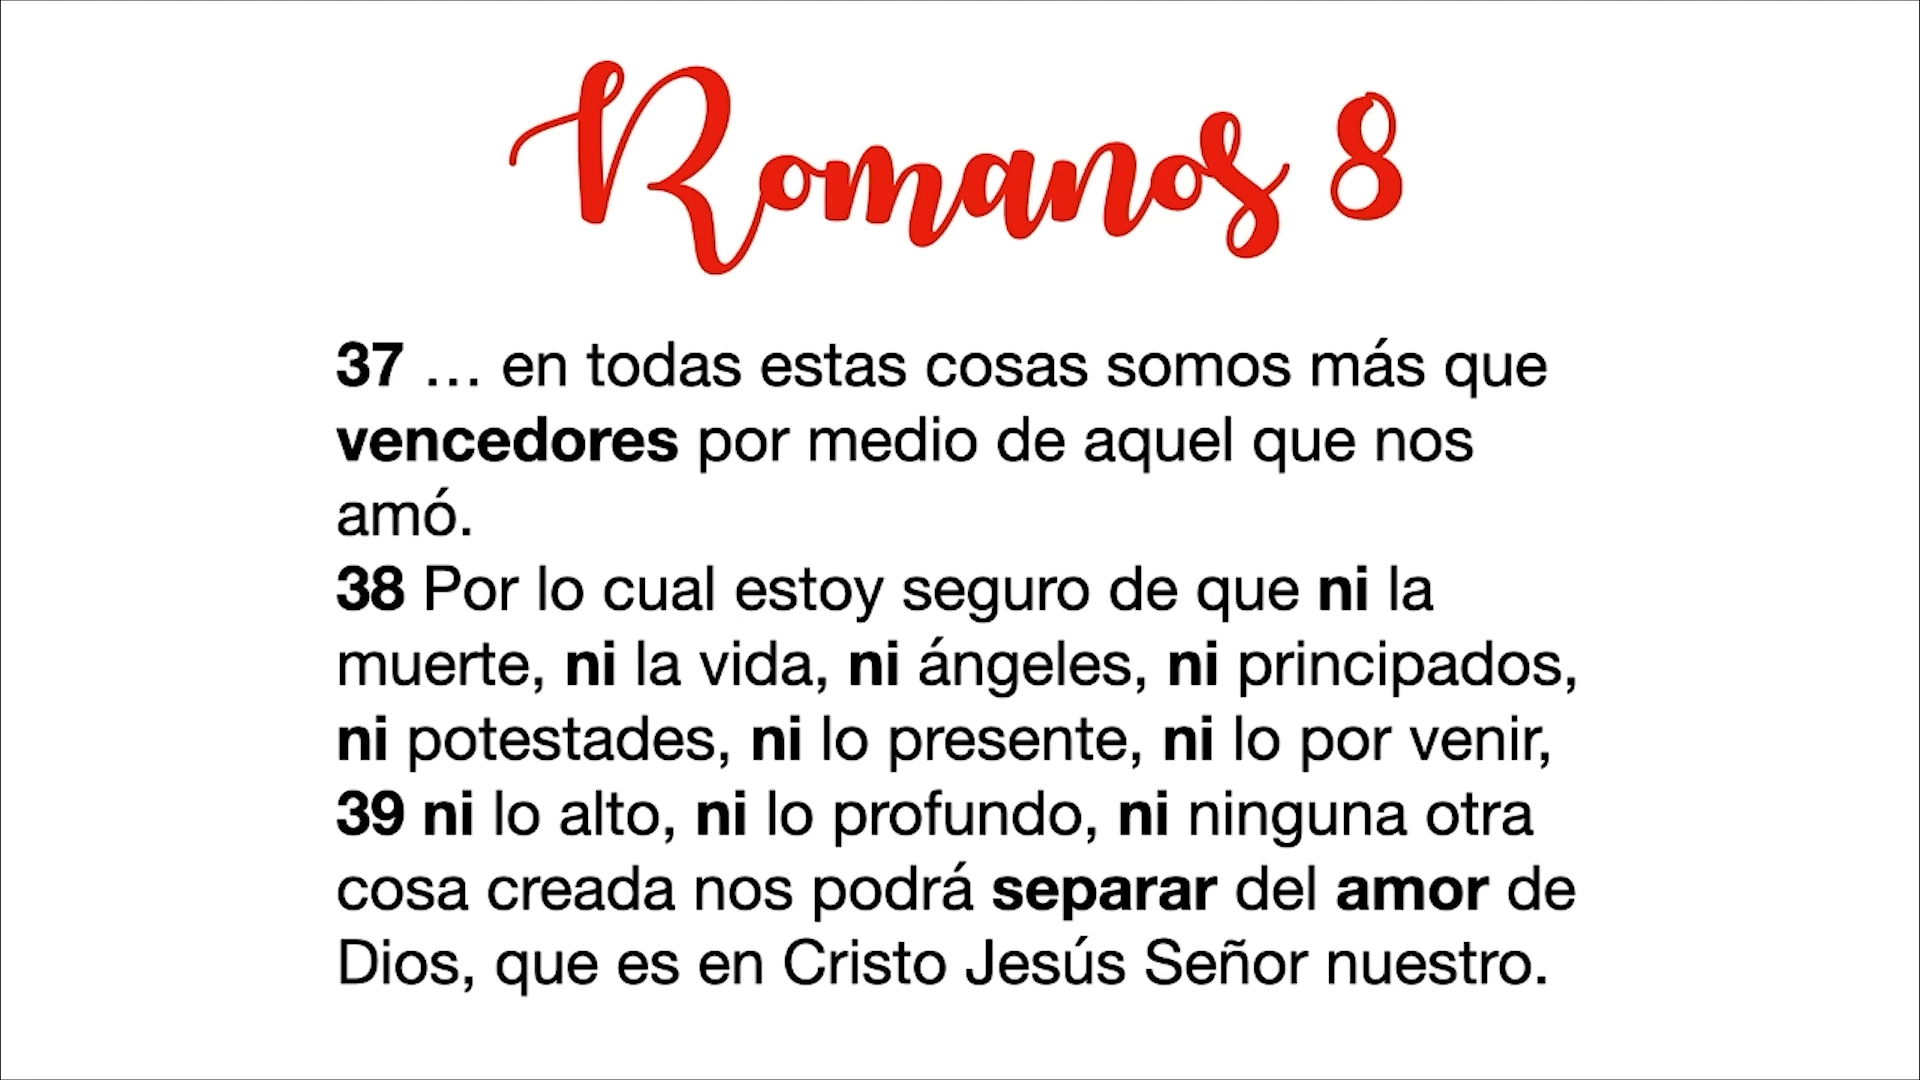 Romanos 8
37 … en todas estas cosas somos más que
vencedores por medio de aquel que nos
amó.
38 Por lo cual estoy seguro de que ni la
muerte, ni la vida, ni ángeles, ni principados,
ni potestades, ni lo presente, ni lo por venir,
39 ni lo alto, ni lo profundo, ni ninguna otra
cosa creada nos podrá separar del amor de
Dios, que es en Cristo Jesús Señor nuestro.